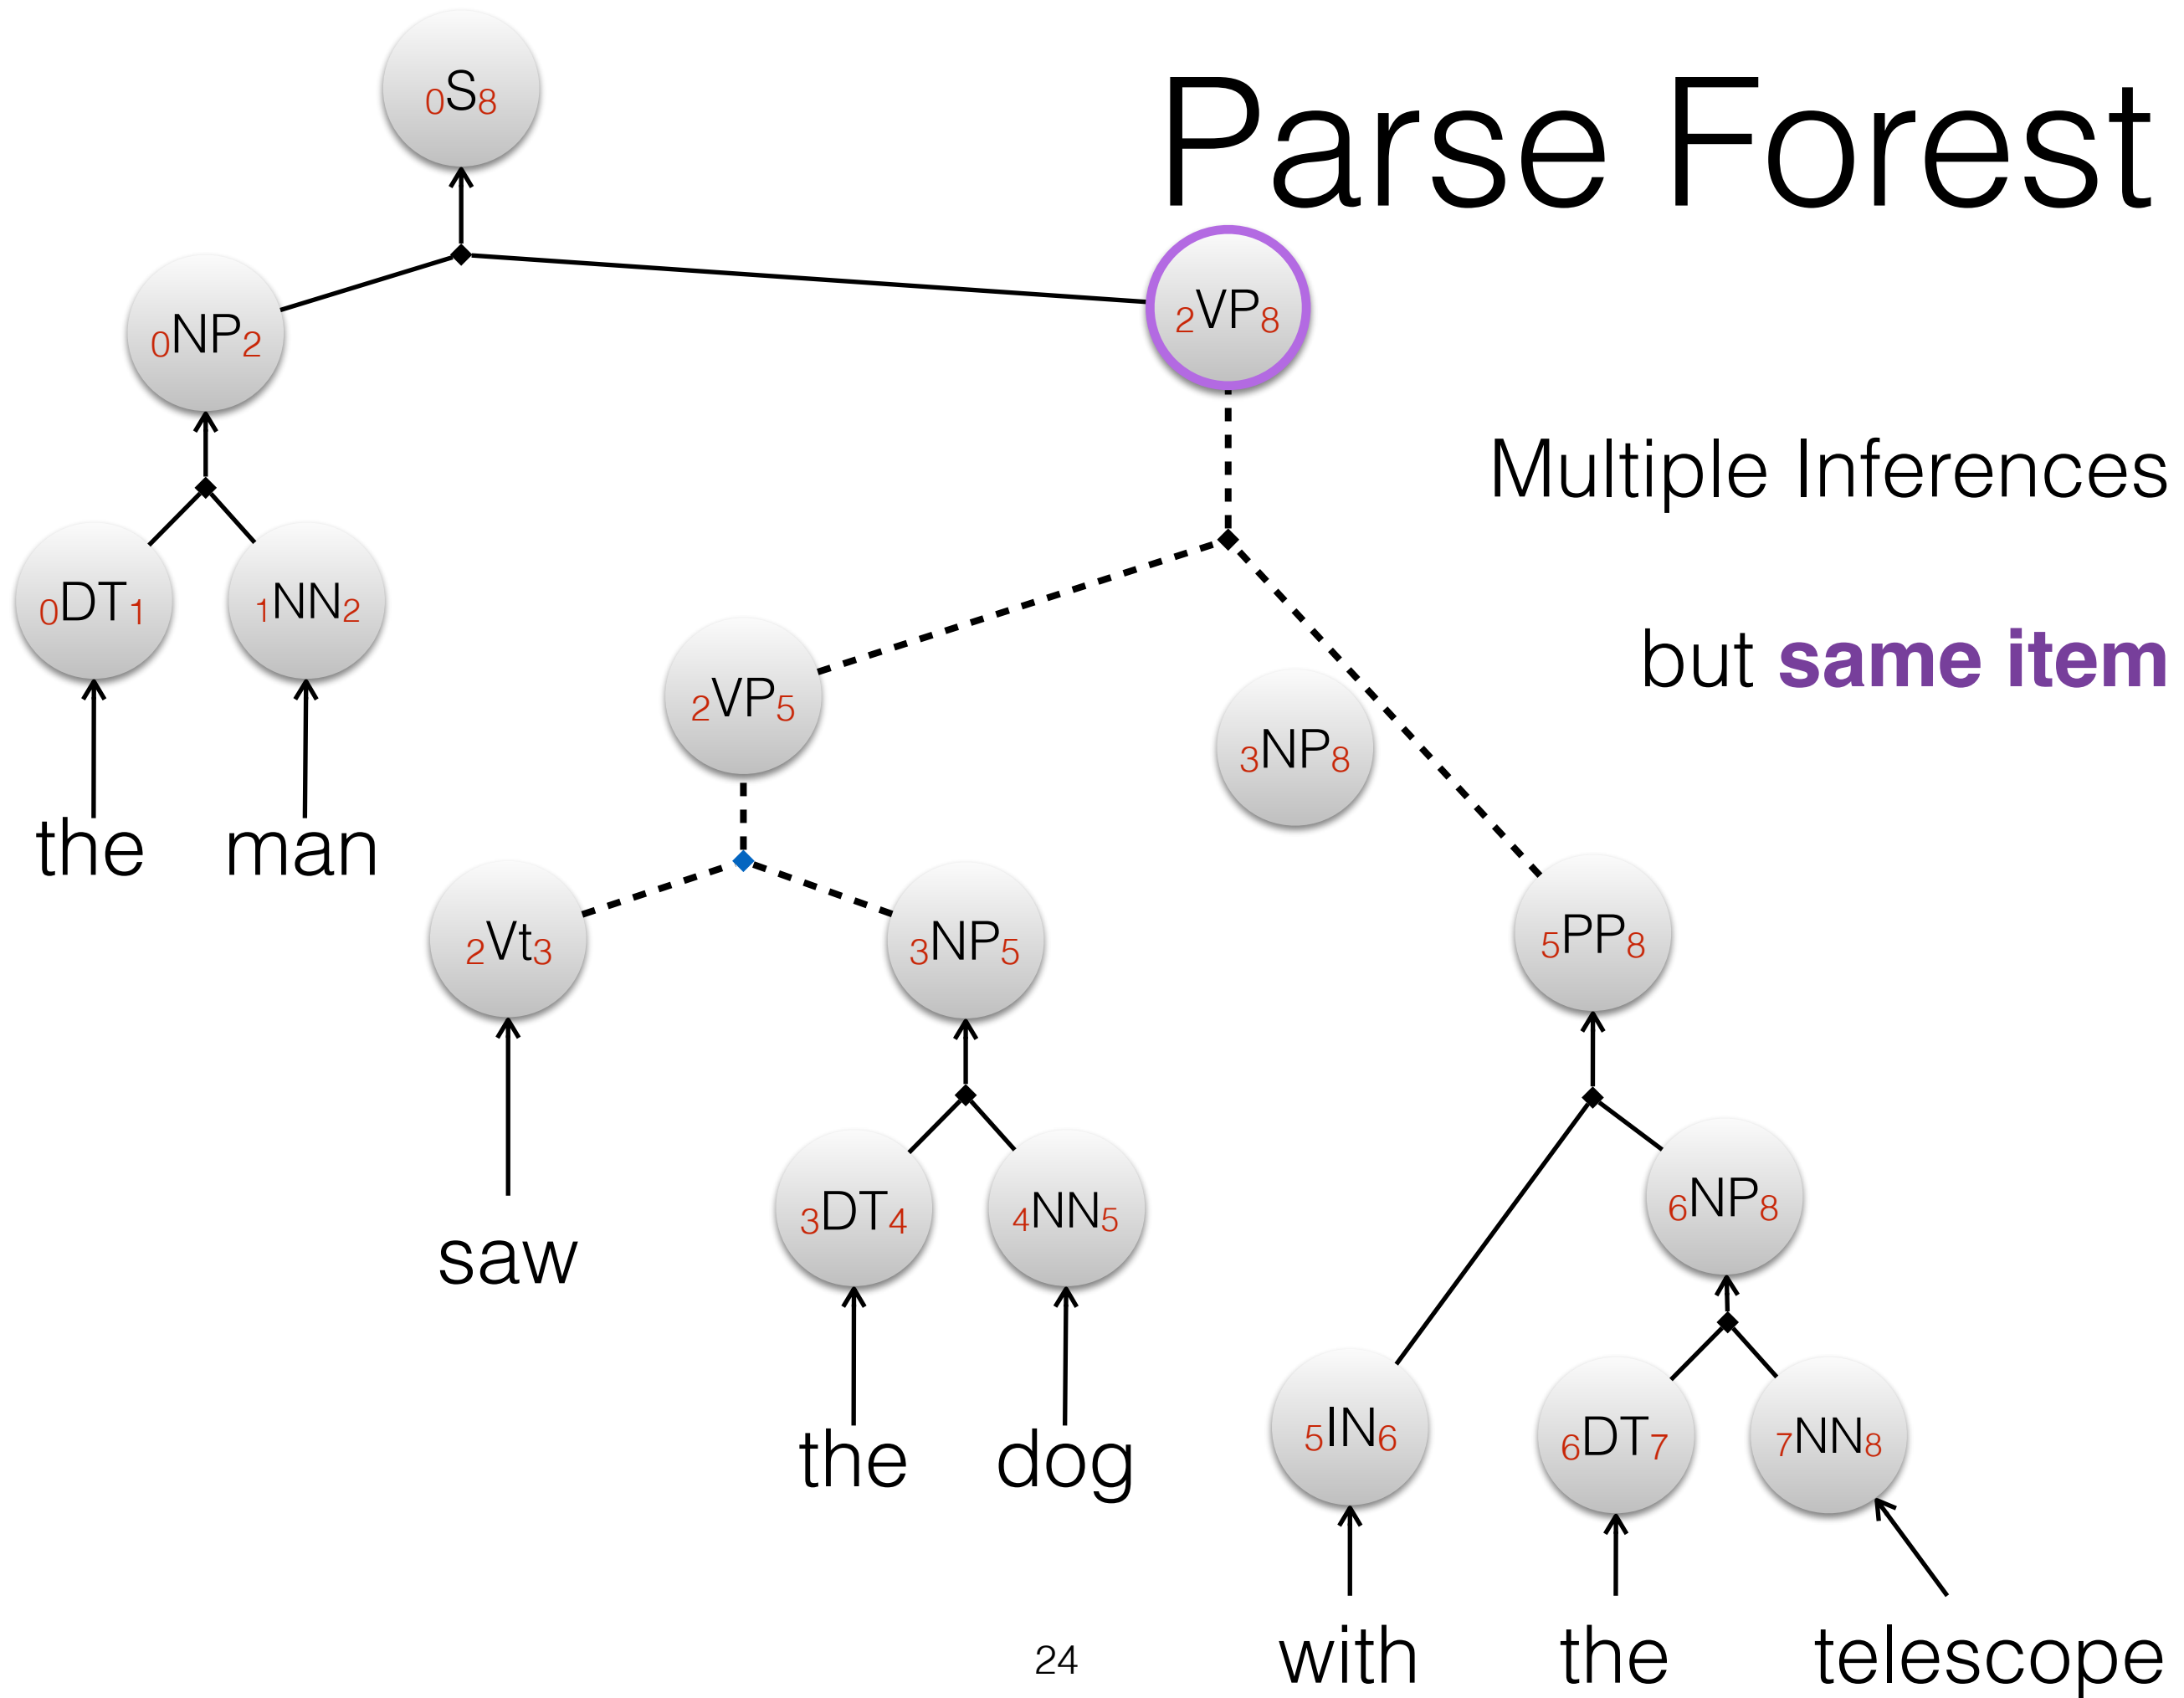 Parse Forest
0S8
0NP2
2VP8
Multiple Inferences
but same item
0DT1 1NN2
2VP5
3NP8
the man
2Vt3 3NP5 5PP8
3DT4 4NN5 6NP8
saw
5IN6 6DT7 7NN8
the dog
with the telescope
24